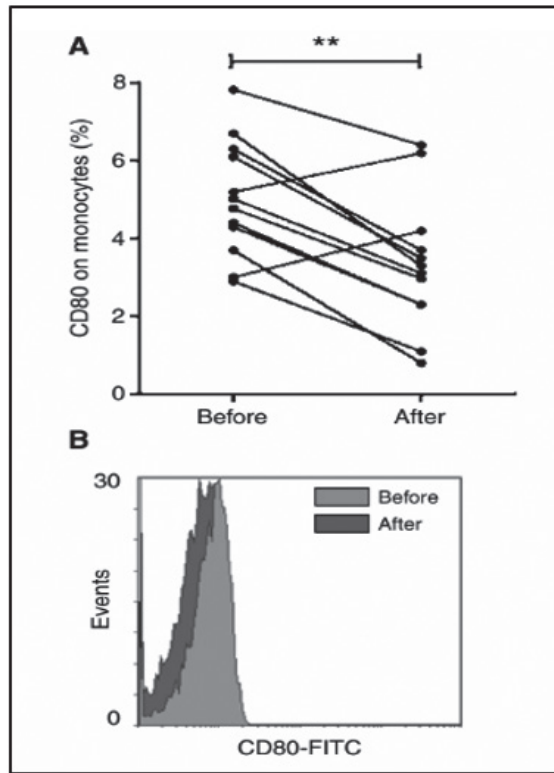 A
**
8
6
4
2
0
CD80 on monocytes (%)
Before After
B
30
0
Events
Before
After
CD80-FITC